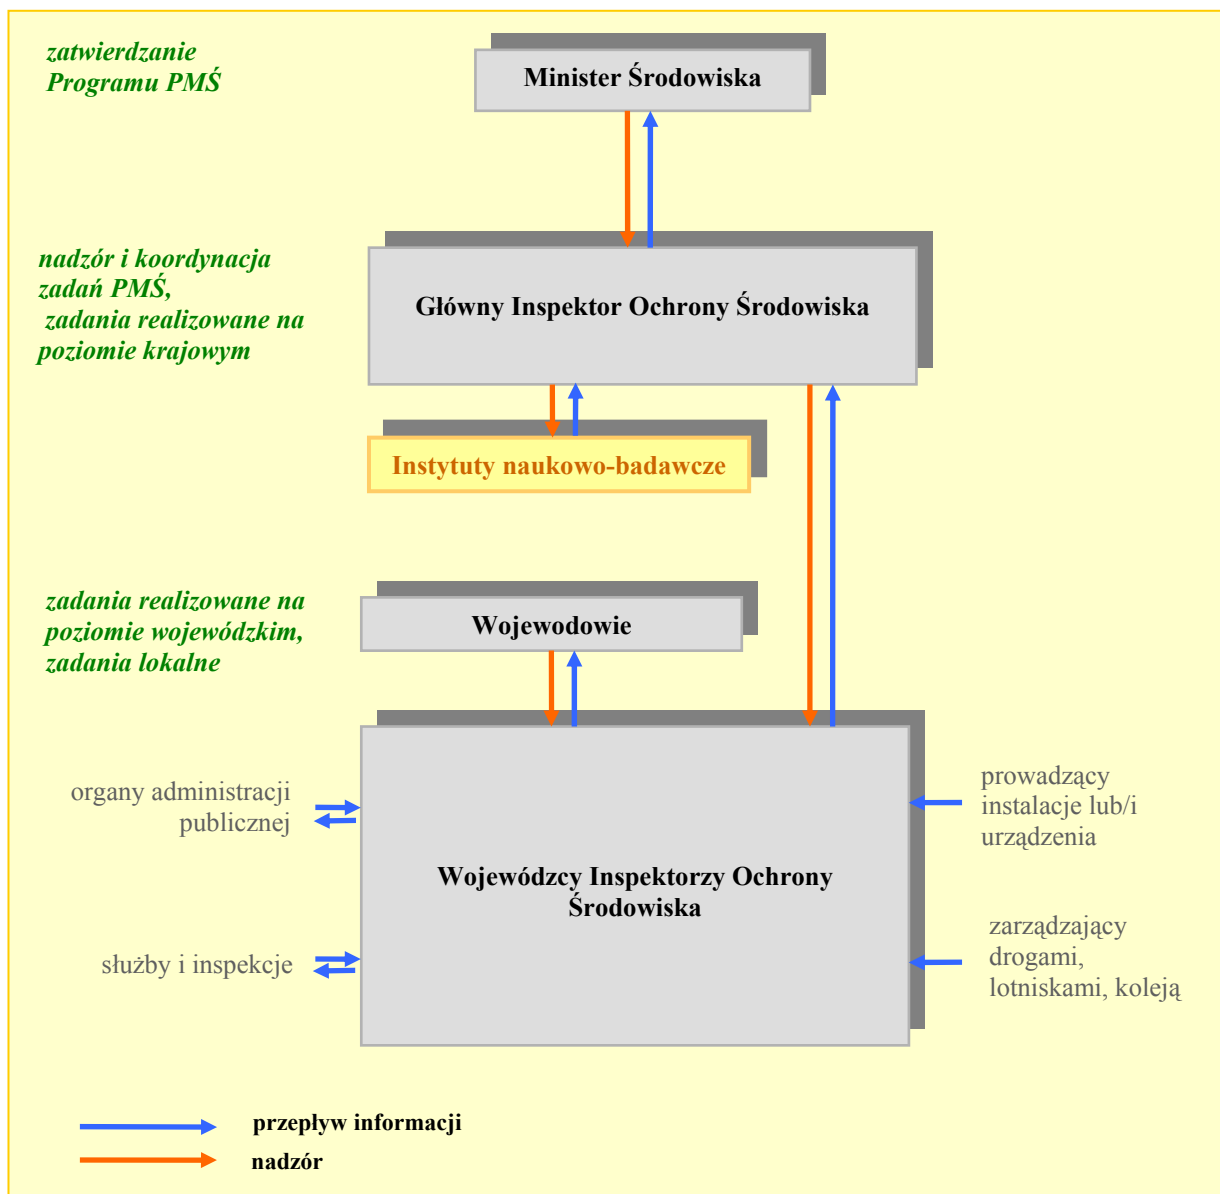 zatwierdzanie
Programu PMŚ
Minister Środowiska
nadzór i koordynacja
zadań PMŚ,
zadania realizowane na
poziomie krajowym
Główny Inspektor Ochrony Środowiska
Instytuty naukowo-badawcze
zadania realizowane na
poziomie wojewódzkim,
zadania lokalne
Wojewodowie
organy administracji
publicznej
prowadzący
instalacje lub/i
urządzenia
Wojewódzcy Inspektorzy Ochrony
Środowiska
służby i inspekcje
zarządzający
drogami,
lotniskami, koleją
przepływ informacji
nadzór